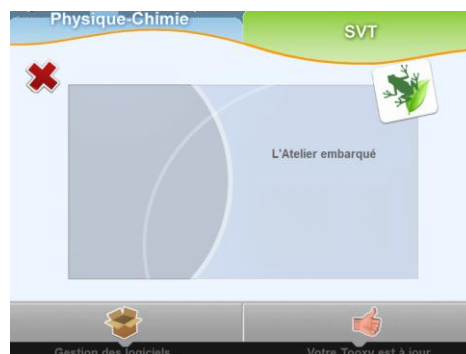 Physique-Chimie
SVT
L'Atelier embarqué
Gestion des logiciels
Votre Tooxy est à jour